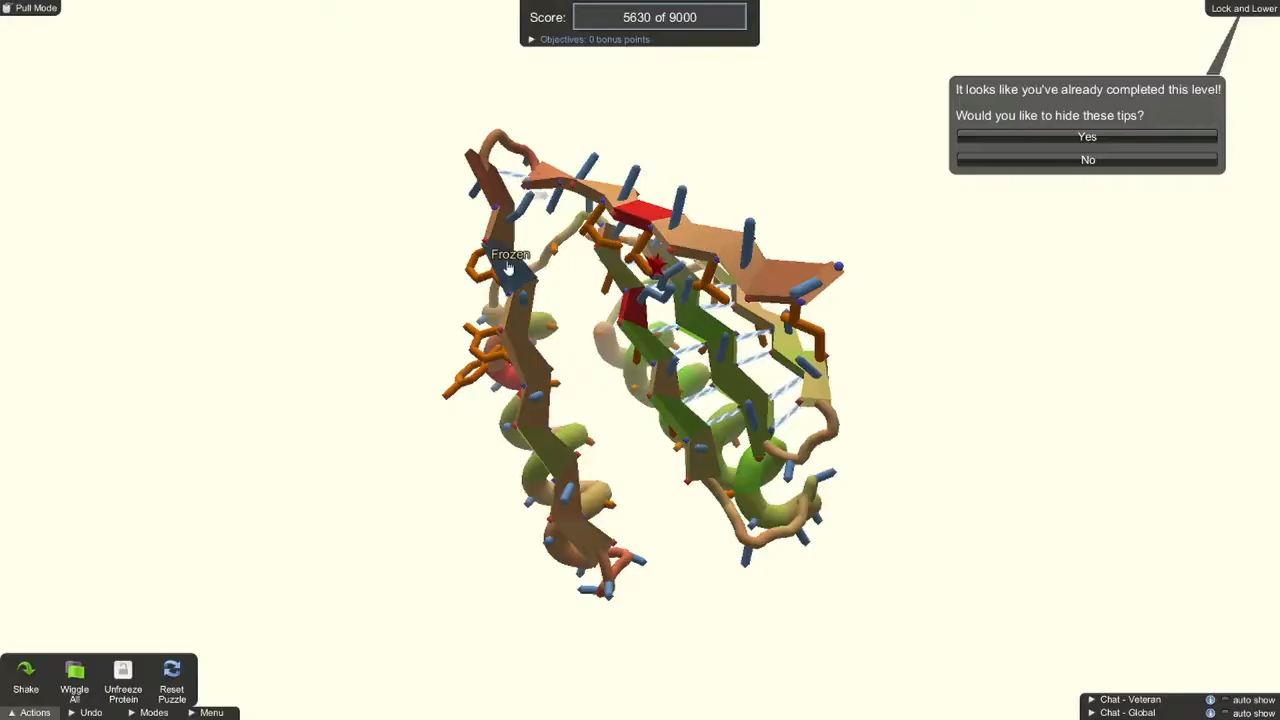 Pull Mode
Score: 5630 of 9000
Objectives: 0 bonus points
Lock and Lower
It looks like you've already completed this level!
Would you like to hide these tips?
Yes
No
Frozen
Shake
Wiggle All
Unfreeze Protein
Reset Puzzle
Actions
Undo
Modes
Menu
Chat - Veteran
auto show
Chat - Global
auto show